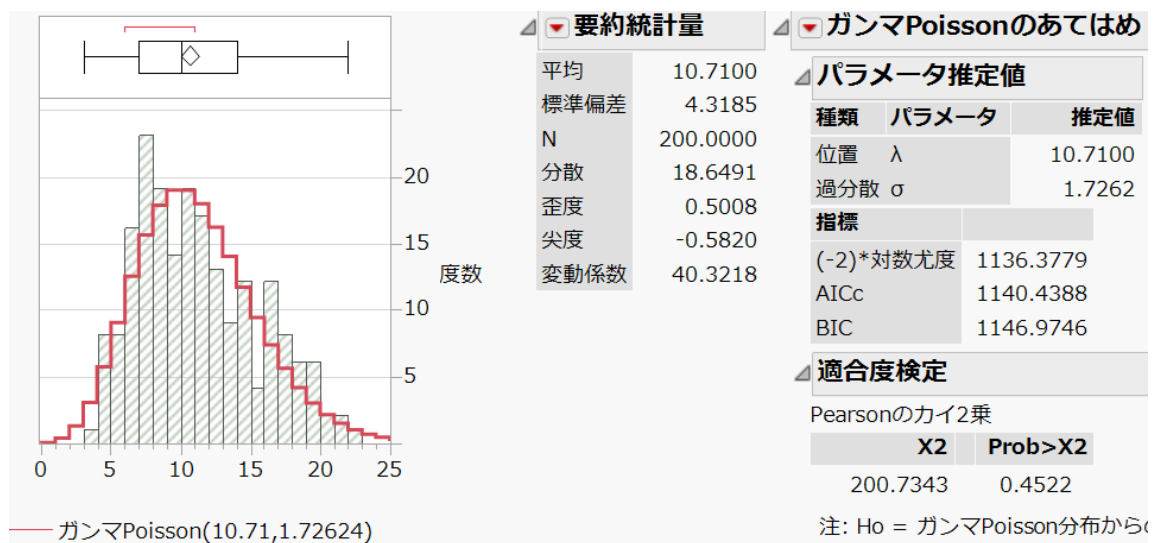 20
15
10
5
度数
0 5 10 15 20 25
ガンマPoisson(10.71,1.72624)
要約統計量
平均 10.7100
標準偏差 4.3185
N 200.0000
分散 18.6491
歪度 0.5008
尖度 -0.5820
変動係数 40.3218
ガンマPoissonのあてはめ
パラメータ推定値
種類 パラメータ 推定値
位置 λ 10.7100
過分散 σ 1.7262
指標
(-2)*対数尤度 1136.3779
AICc 1140.4388
BIC 1146.9746
適合度検定
Pearsonのカイ2乗
X2 Prob>X2
200.7343 0.4522
注: Ho = ガンマPoisson分布から